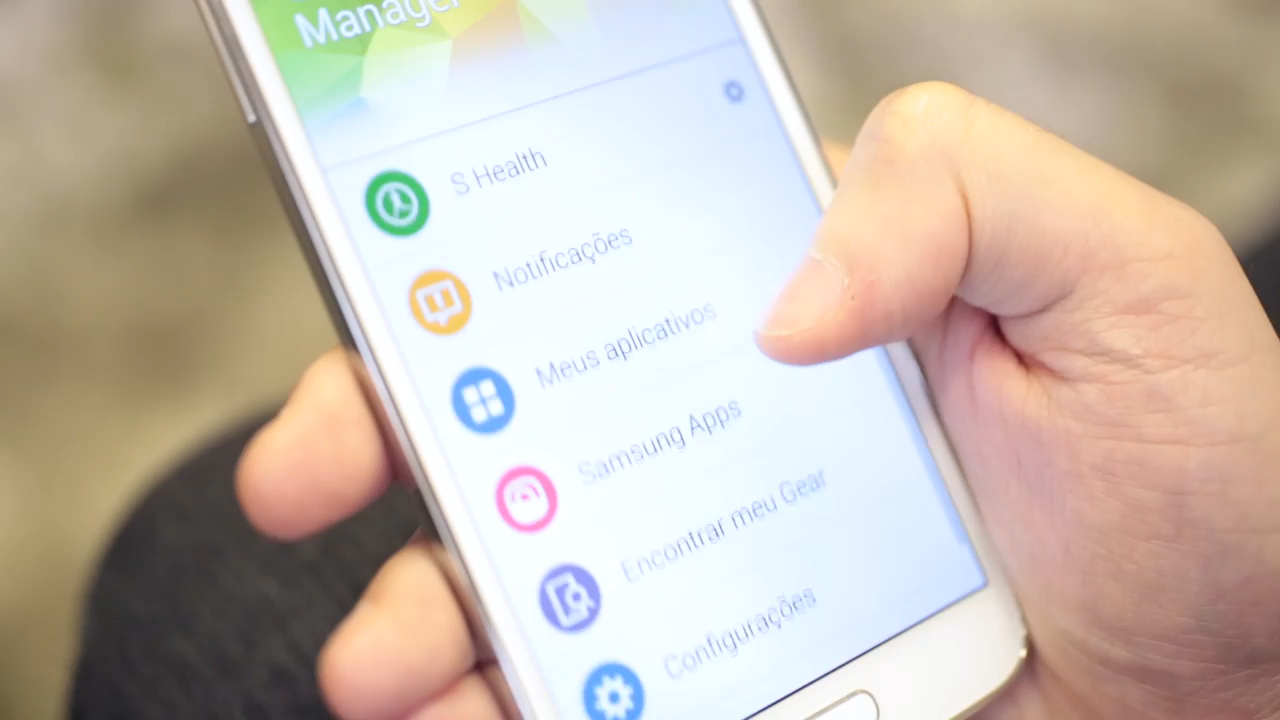 Manager
S Health
Notificações
Meus aplicativos
Samsung Apps
Encontrar meu Gear
Configurações